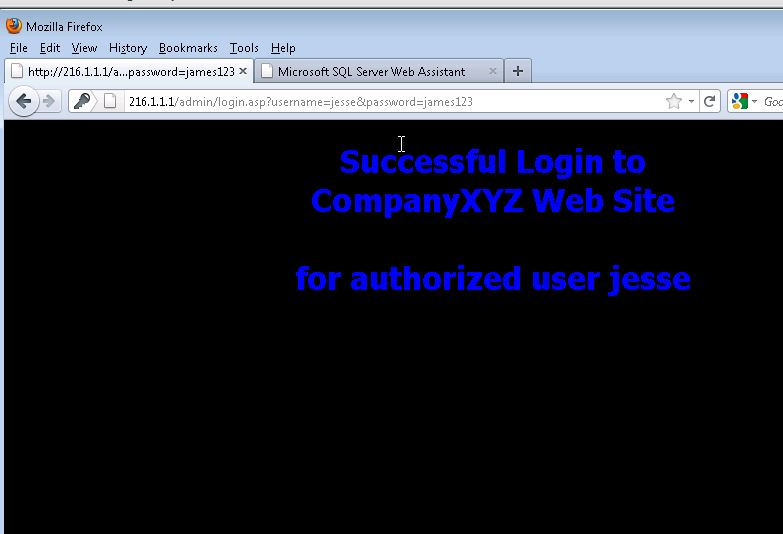 Mozilla Firefox
File Edit View History Bookmarks Tools Help
http://216.1.1.1/a...password=james123 × Microsoft SQL Server Web Assistant × +
216.1.1.1/admin/login.asp?username=jesse&password=james123
Successful Login to
CompanyXYZ Web Site
for authorized user jesse